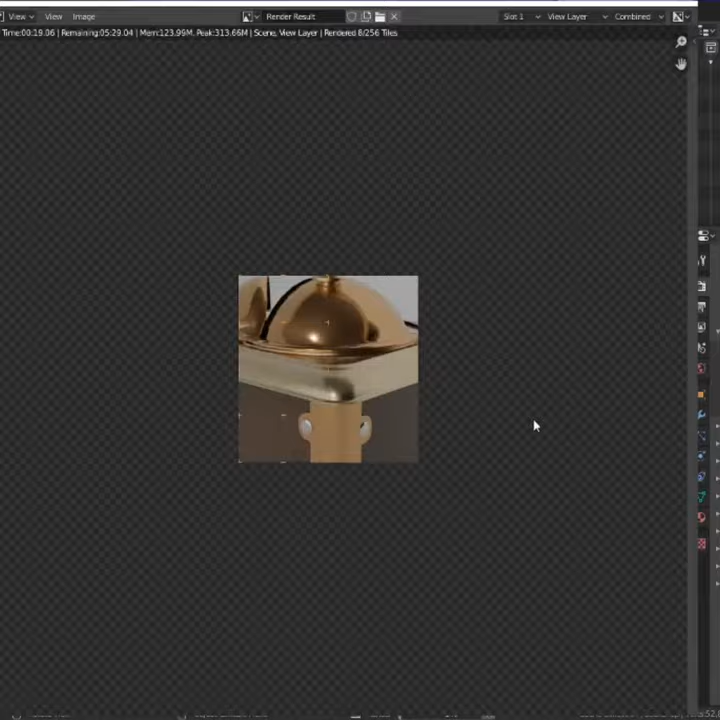 View View Image Render Result Slot 1 View Layer Combined
Time:00:19.06 | Remaining:05:29.04 | Mem:123.99M, Peak:313.66M | Scene, View Layer | Rendered 8/256 Tiles